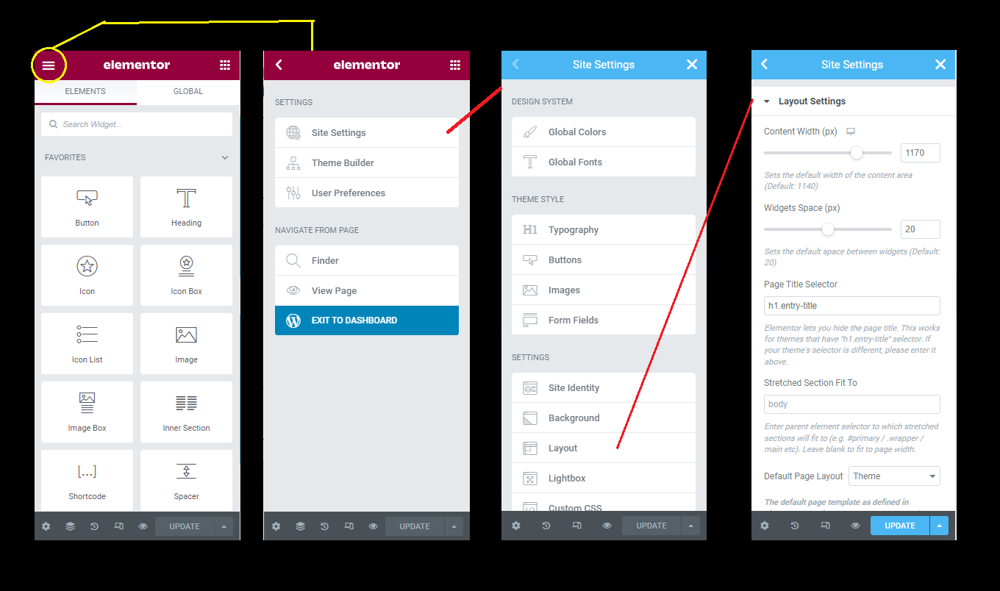 elementor
ELEMENTS
GLOBAL
Search Widget...
FAVORITES
Button
Heading
Icon
Icon Box
Icon List
Image
Image Box
Inner Section
[...]
Shortcode
Spacer
UPDATE
elementor
SETTINGS
Site Settings
Theme Builder
User Preferences
NAVIGATE FROM PAGE
Finder
View Page
EXIT TO DASHBOARD
UPDATE
Site Settings
DESIGN SYSTEM
Global Colors
Global Fonts
THEME STYLE
H1 Typography
Buttons
Images
Form Fields
SETTINGS
Site Identity
Background
Layout
Lightbox
Custom CSS
UPDATE
Site Settings
Layout Settings
Content Width (px)
1170
Sets the default width of the content area
(Default: 1140)
Widgets Space (px)
20
Sets the default space between widgets (Default:
20)
Page Title Selector
h1.entry-title
Elementor lets you hide the page title. This works
for themes that have "h1.entry-title" selector. If
your theme's selector is different, please enter it
above.
Stretched Section Fit To
body
Enter parent element selector to which stretched
sections will fit to (e.g. #primary / .wrapper /
main etc). Leave blank to fit to page width.
Default Page Layout Theme
The default page template as defined in
UPDATE